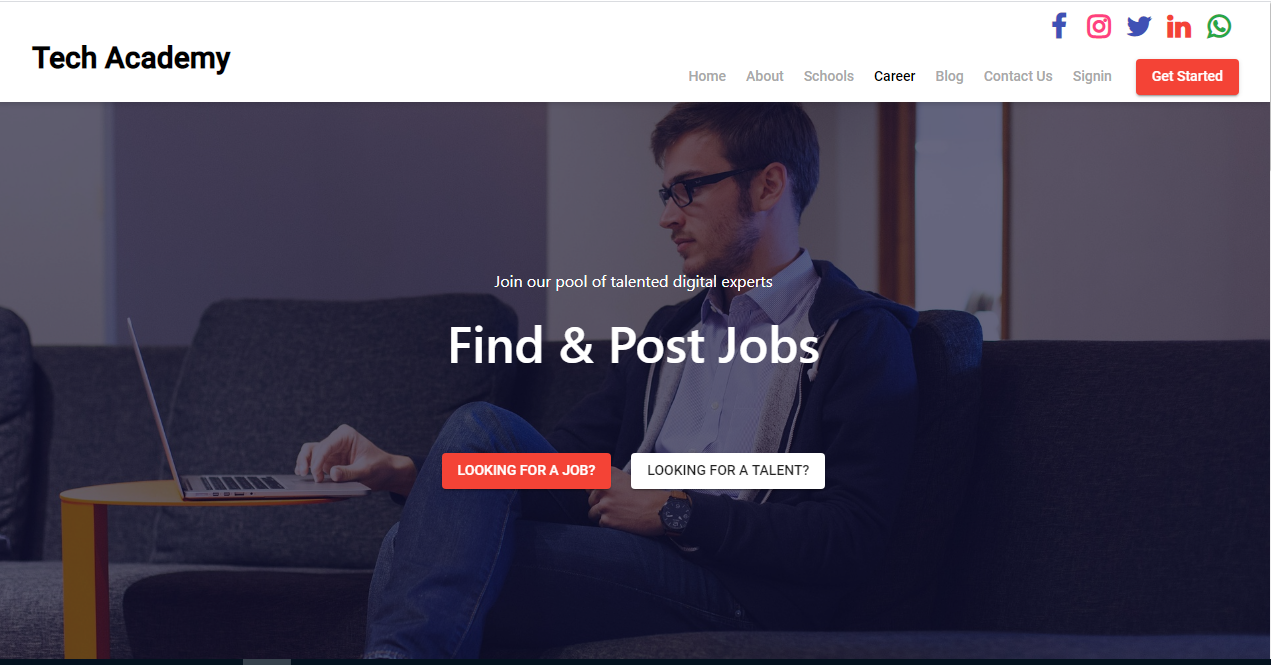 Tech Academy
Home About Schools Career Blog Contact Us Signin Get Started
Join our pool of talented digital experts
Find & Post Jobs
LOOKING FOR A JOB? LOOKING FOR A TALENT?